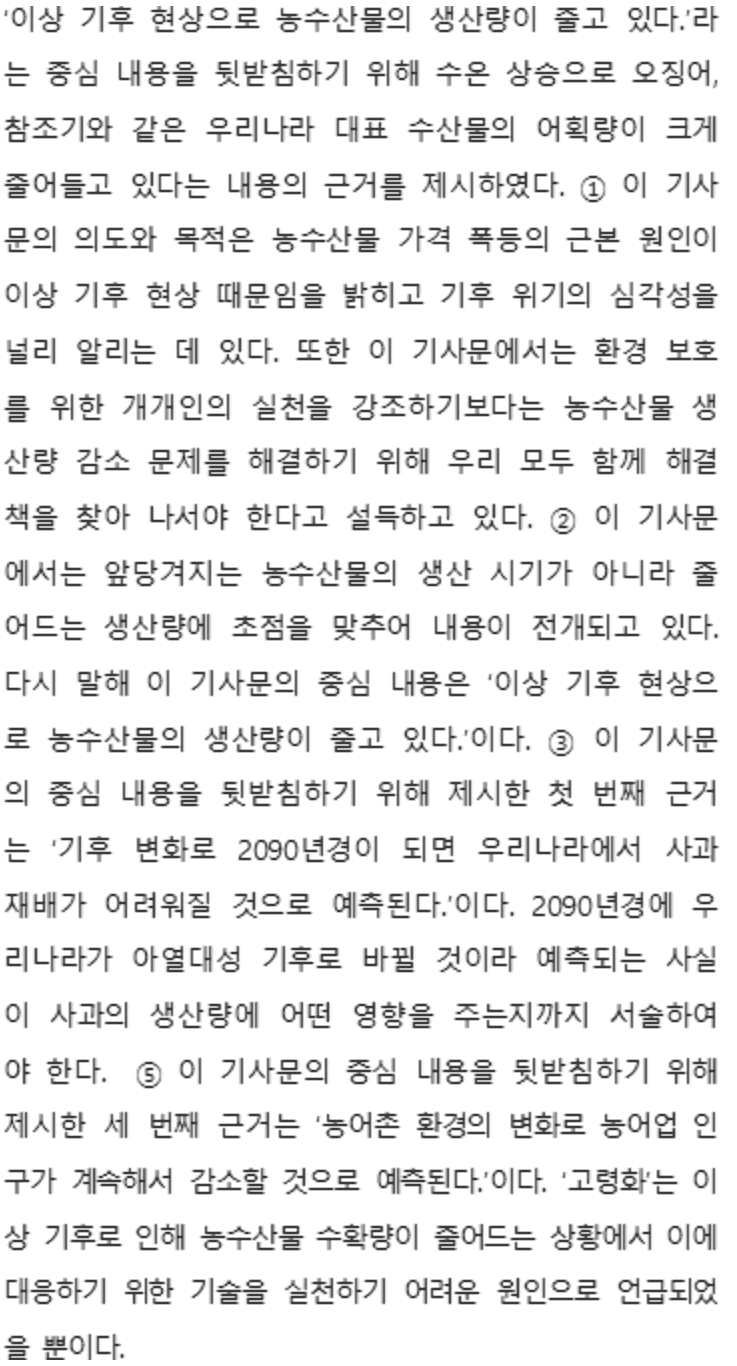 '이상 기후 현상으로 농수산물의 생산량이 줄고 있다.'라
는 중심 내용을 뒷받침하기 위해 수온 상승으로 오징어,
참조기와 같은 우리나라 대표 수산물의 어획량이 크게
줄어들고 있다는 내용의 근거를 제시하였다. ① 이 기사
문의 의도와 목적은 농수산물 가격 폭등의 근본 원인이
이상 기후 현상 때문임을 밝히고 기후 위기의 심각성을
널리 알리는 데 있다. 또한 이 기사문에서는 환경 보호
를 위한 개개인의 실천을 강조하기보다는 농수산물 생
산량 감소 문제를 해결하기 위해 우리 모두 함께 해결
책을 찾아 나서야 한다고 설득하고 있다. ② 이 기사문
에서는 앞당겨지는 농수산물의 생산 시기가 아니라 줄
어드는 생산량에 초점을 맞추어 내용이 전개되고 있다.
다시 말해 이 기사문의 중심 내용은 '이상 기후 현상으
로 농수산물의 생산량이 줄고 있다.'이다. ③ 이 기사문
의 중심 내용을 뒷받침하기 위해 제시한 첫 번째 근거
는 '기후 변화로 2090년경이 되면 우리나라에서 사과
재배가 어려워질 것으로 예측된다.'이다. 2090년경에 우
리나라가 아열대성 기후로 바뀔 것이라 예측되는 사실
이 사과의 생산량에 어떤 영향을 주는지까지 서술하여
야 한다. ⑤ 이 기사문의 중심 내용을 뒷받침하기 위해
제시한 세 번째 근거는 '농어촌 환경의 변화로 농어업 인
구가 계속해서 감소할 것으로 예측된다.'이다. '고령화'는 이
상 기후로 인해 농수산물 수확량이 줄어드는 상황에서 이에
대응하기 위한 기술을 실천하기 어려운 원인으로 언급되었
을 뿐이다.